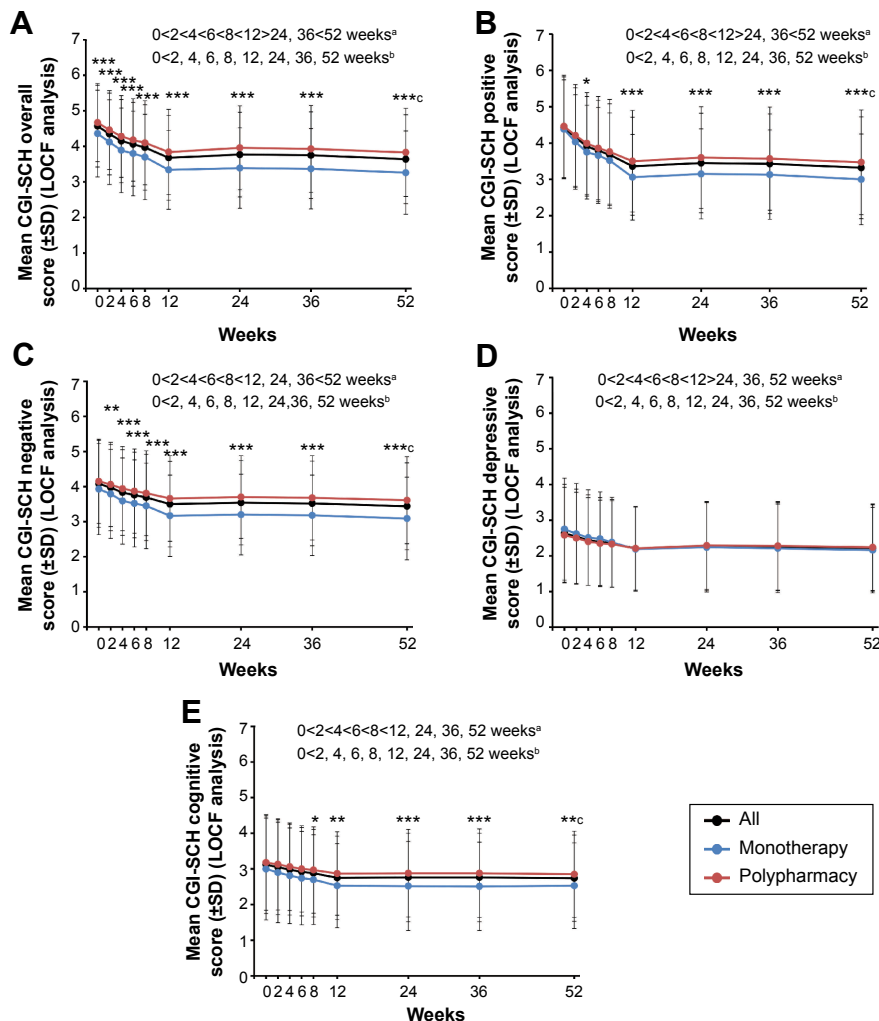 A
Mean CGI-SCH overall
score (±SD) (LOCF analysis)
0<2<4<6<8<12>24, 36<52 weeksᵃ
0<2, 4, 6, 8, 12, 24, 36, 52 weeksᵇ
7
6
5
4
3
2
1
0
*** *** *** *** *** *** *** *** ***c
0 2 4 6 8 12 24 36 52
Weeks
B
Mean CGI-SCH positive
score (±SD) (LOCF analysis)
0<2<4<6<8<12>24, 36<52 weeksᵃ
0<2, 4, 6, 8, 12, 24, 36, 52 weeksᵇ
7
6
5
4
3
2
1
0
* *** *** *** ***c
0 2 4 6 8 12 24 36 52
Weeks
C
Mean CGI-SCH negative
score (±SD) (LOCF analysis)
0<2<4<6<8<12, 24, 36<52 weeksᵃ
0<2, 4, 6, 8, 12, 24,36, 52 weeksᵇ
7
6
5
4
3
2
1
0
** *** *** *** *** *** *** ***c
0 2 4 6 8 12 24 36 52
Weeks
D
Mean CGI-SCH depressive
score (±SD) (LOCF analysis)
0<2<4<6<8<12>24, 36, 52 weeksᵃ
0<2, 4, 6, 8, 12, 24, 36, 52 weeksᵇ
7
6
5
4
3
2
1
0
0 2 4 6 8 12 24 36 52
Weeks
E
Mean CGI-SCH cognitive
score (±SD) (LOCF analysis)
0<2<4<6<8<12, 24, 36, 52 weeksᵃ
0<2, 4, 6, 8, 12, 24, 36, 52 weeksᵇ
7
6
5
4
3
2
1
0
* ** *** *** **c
0 2 4 6 8 12 24 36 52
Weeks
All
Monotherapy
Polypharmacy